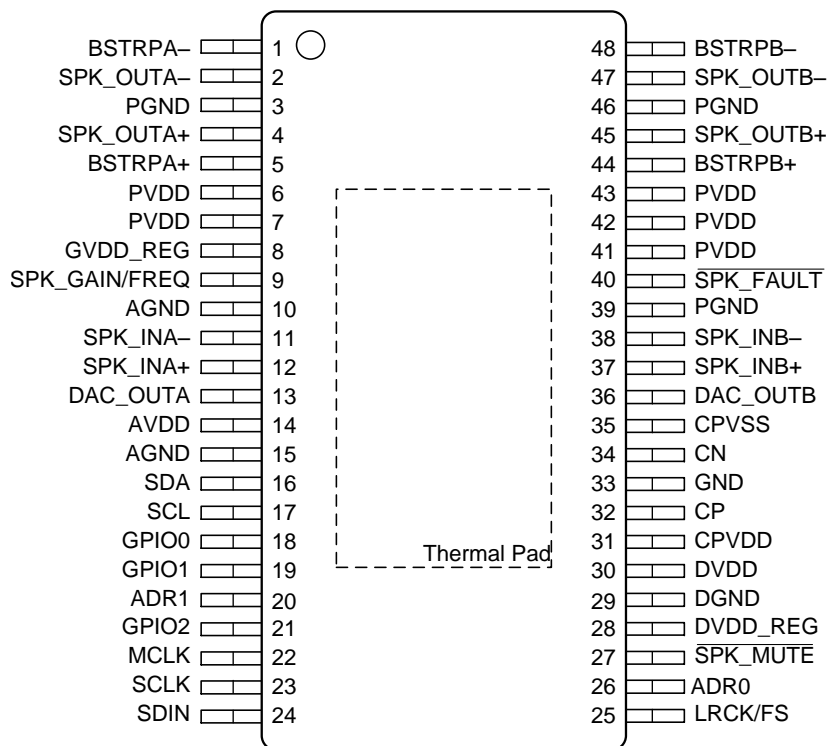 BSTRPA– 1 48 BSTRPB–
SPK_OUTA– 2 47 SPK_OUTB–
PGND 3 46 PGND
SPK_OUTA+ 4 45 SPK_OUTB+
BSTRPA+ 5 44 BSTRPB+
PVDD 6 43 PVDD
PVDD 7 42 PVDD
GVDD_REG 8 41 PVDD
SPK_GAIN/FREQ 9 40 SPK_FAULT
AGND 10 39 PGND
SPK_INA– 11 38 SPK_INB–
SPK_INA+ 12 37 SPK_INB+
DAC_OUTA 13 36 DAC_OUTB
AVDD 14 35 CPVSS
AGND 15 34 CN
SDA 16 33 GND
SCL 17 32 CP
GPIO0 18 31 CPVDD
Thermal Pad
GPIO1 19 30 DVDD
ADR1 20 29 DGND
GPIO2 21 28 DVDD_REG
MCLK 22 27 SPK_MUTE
SCLK 23 26 ADR0
SDIN 24 25 LRCK/FS